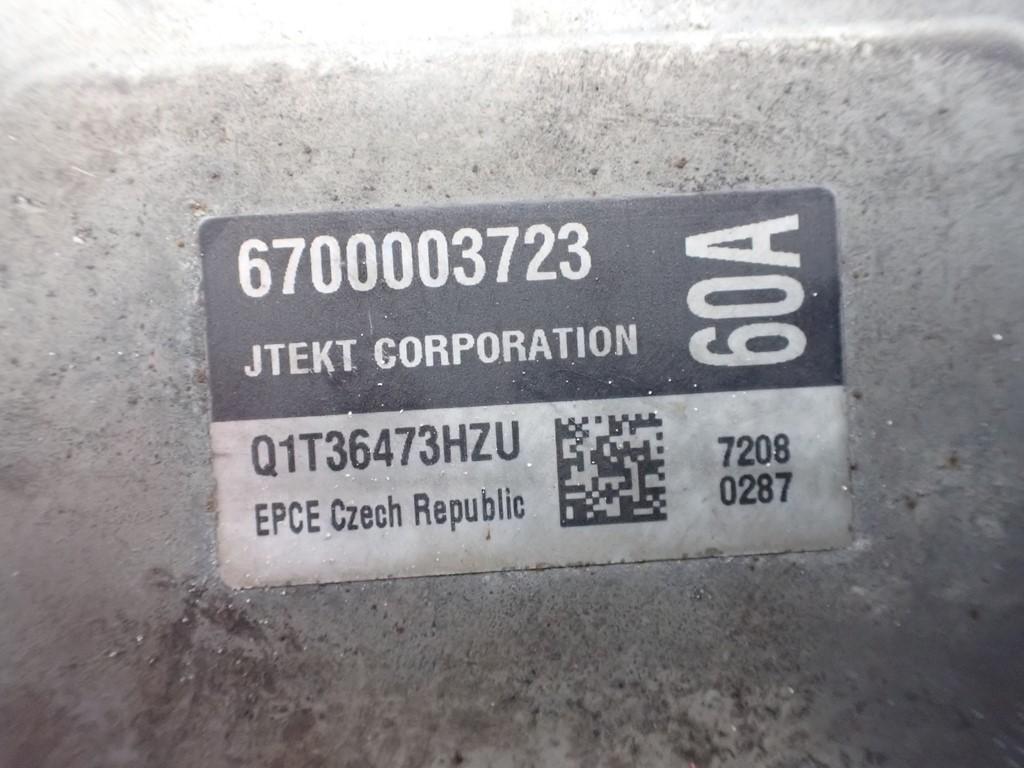 6700003723
60A
JTEKT CORPORATION
Q1T36473HZU
7208
EPCE Czech Republic
0287